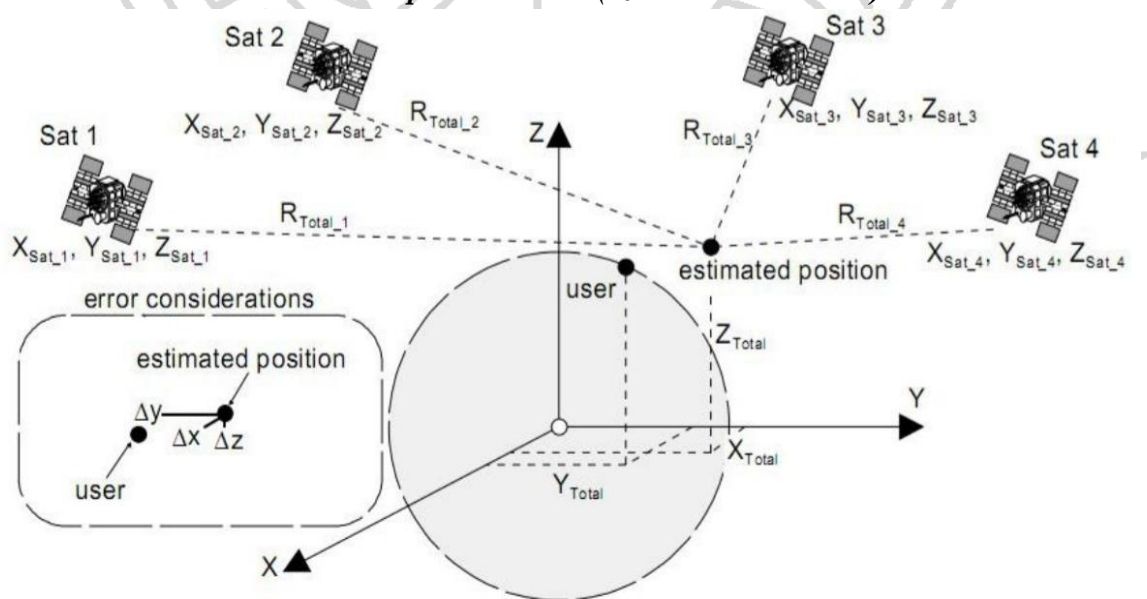 Sat 2
Sat 3
X_Sat_2, Y_Sat_2, Z_Sat_2
R_Total_2
R_Total_3
X_Sat_3, Y_Sat_3, Z_Sat_3
Sat 1
Z
Sat 4
R_Total_1
R_Total_4
X_Sat_1, Y_Sat_1, Z_Sat_1
X_Sat_4, Y_Sat_4, Z_Sat_4
estimated position
user
error considerations
Z_Total
estimated position
Y
Δy
Δx
Δz
user
X_Total
Y_Total
X